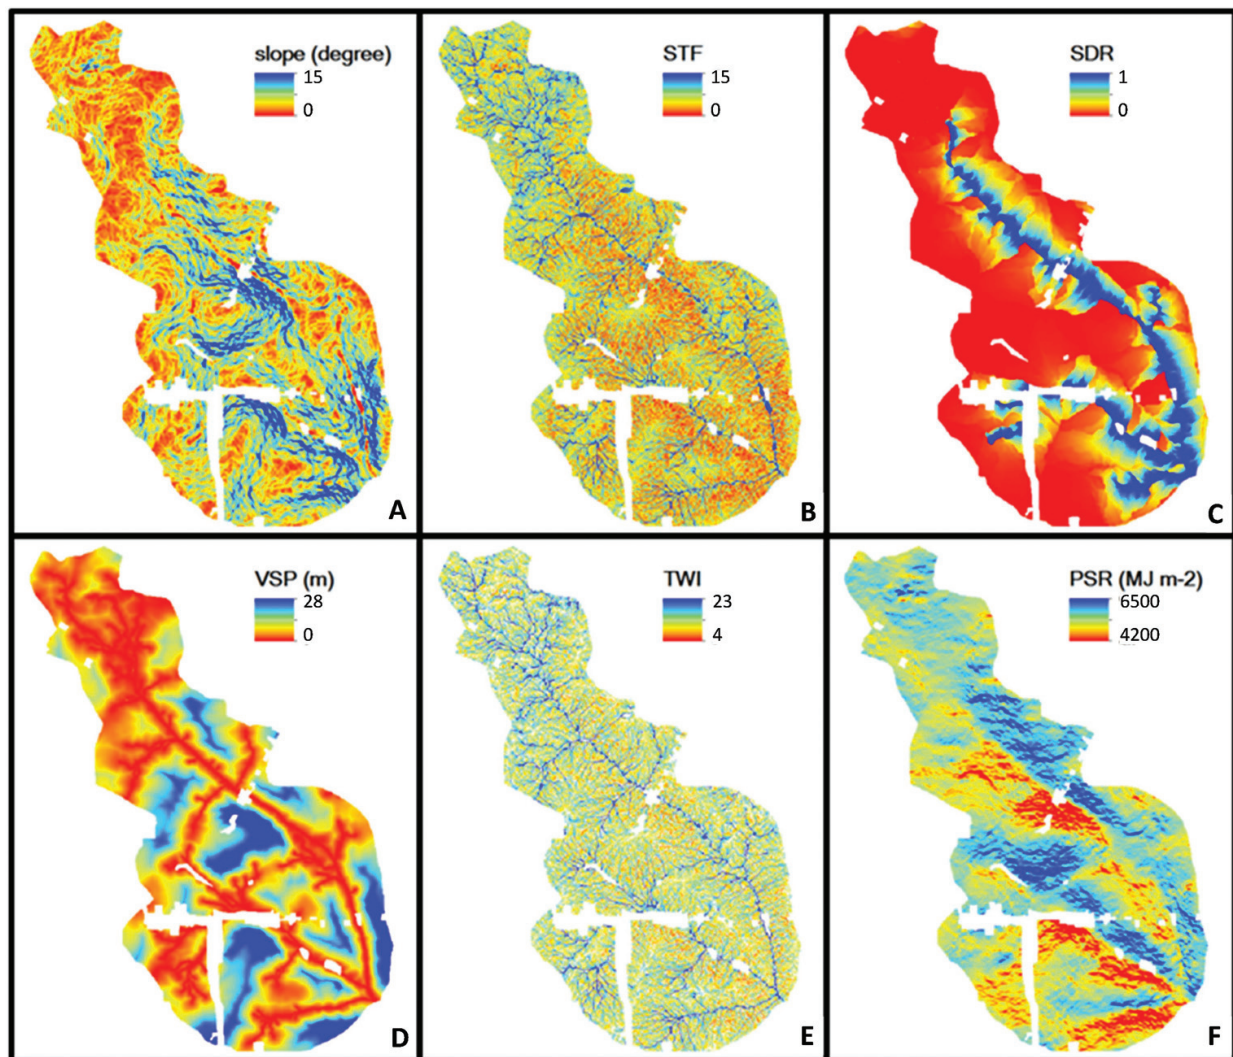 slope (degree)
15
0
A
STF
15
0
B
SDR
1
0
C
VSP (m)
28
0
D
TWI
23
4
E
PSR (MJ m-2)
6500
4200
F